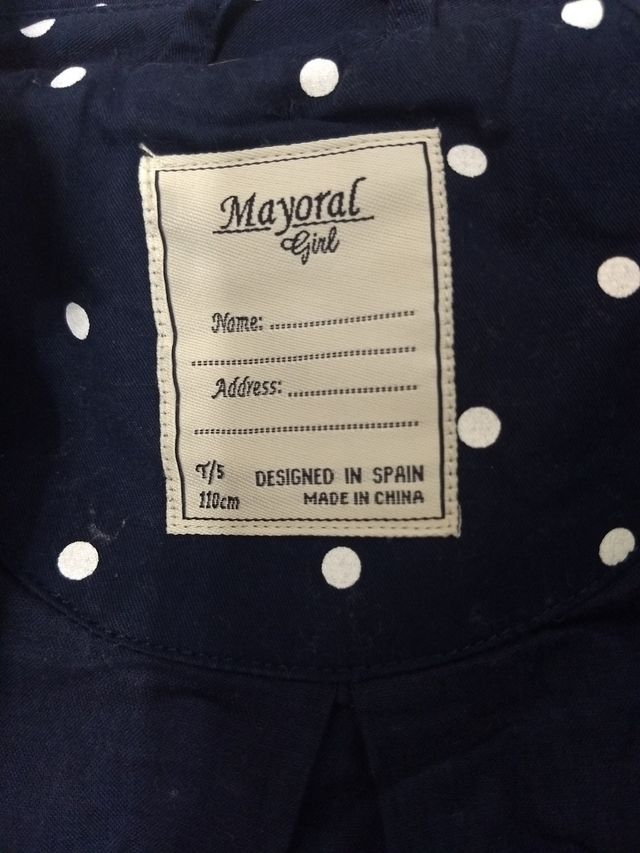 Mayoral
Girl
Name: ........................
........................................
Address: .....................
........................................
T/5 DESIGNED IN SPAIN
110cm MADE IN CHINA